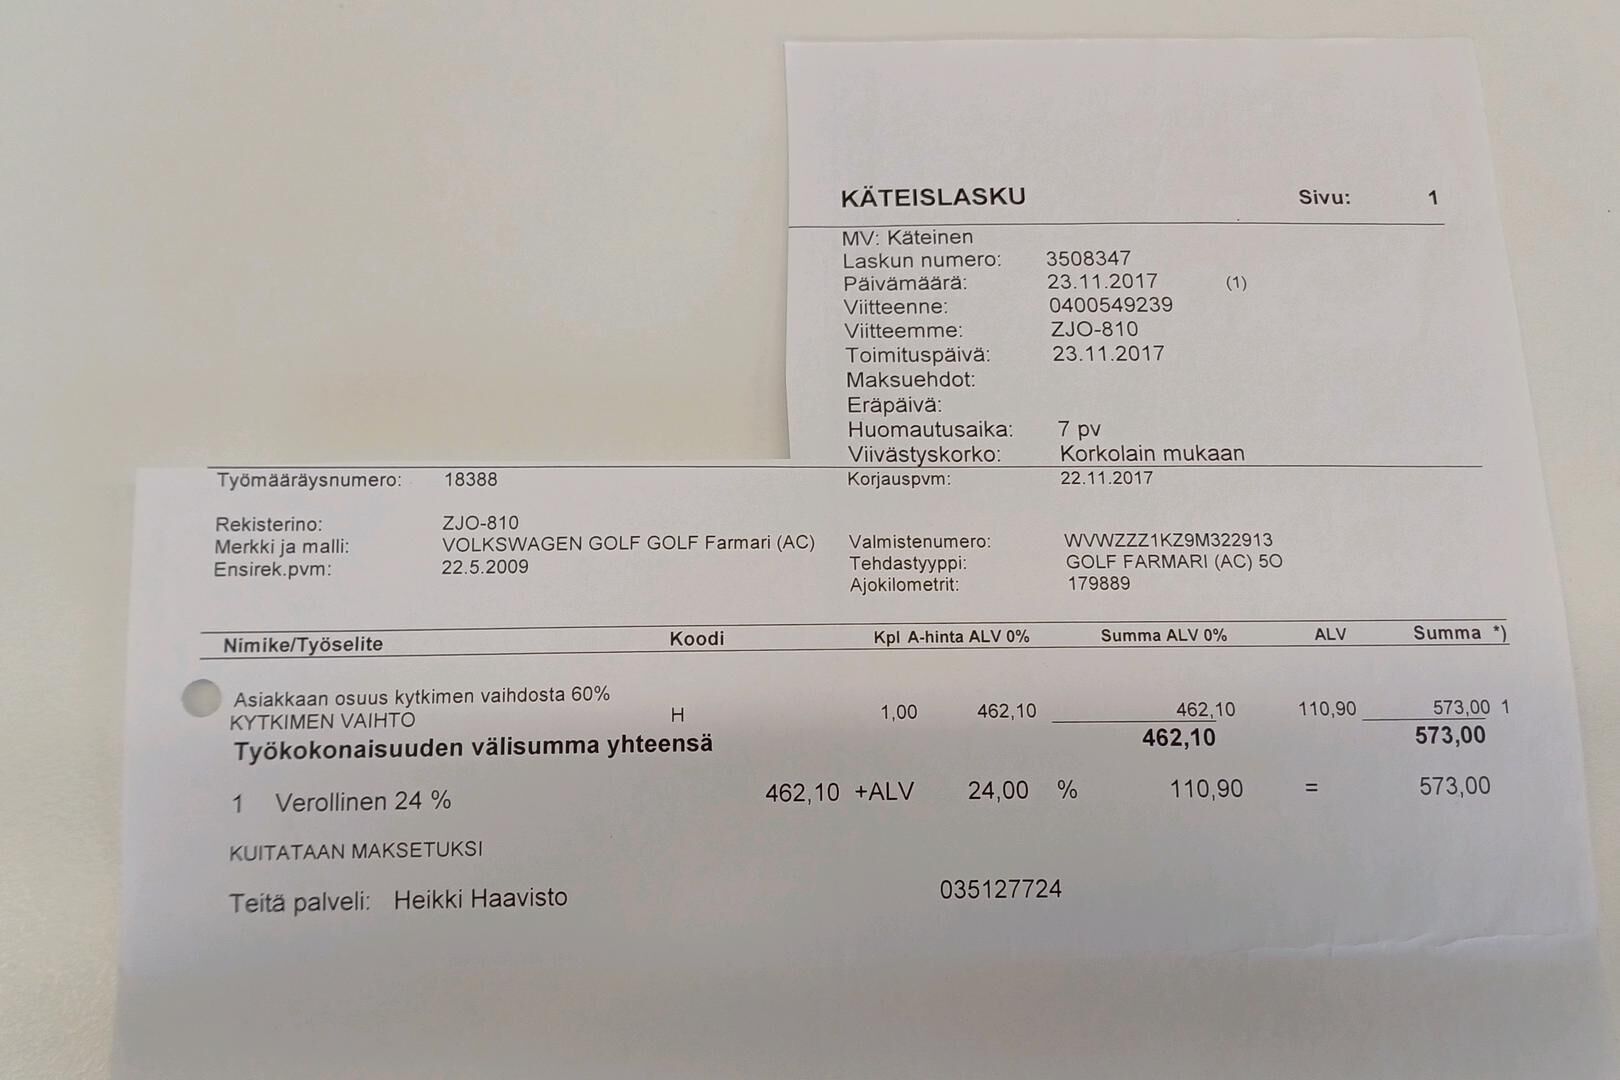 KÄTEISLASKU Sivu: 1
MV: Käteinen
Laskun numero: 3508347
Päivämäärä: 23.11.2017 (1)
Viitteenne: 0400549239
Viitteemme: ZJO-810
Toimituspäivä: 23.11.2017
Maksuehdot:
Eräpäivä:
Huomautusaika: 7 pv
Viivästyskorko: Korkolain mukaan
Työmääräysnumero: 18388 Korjauspvm: 22.11.2017
Rekisterino: ZJO-810
Merkki ja malli: VOLKSWAGEN GOLF GOLF Farmari (AC) Valmistenumero: WVWZZZ1KZ9M322913
Ensirek.pvm: 22.5.2009 Tehdastyyppi: GOLF FARMARI (AC) 5O
Ajokilometrit: 179889
Nimike/Työselite Koodi Kpl A-hinta ALV 0% Summa ALV 0% ALV Summa *)
Asiakkaan osuus kytkimen vaihdosta 60%
KYTKIMEN VAIHTO H 1,00 462,10 462,10 110,90 573,00 1
Työkokonaisuuden välisumma yhteensä 462,10 573,00
1 Verollinen 24 % 462,10 +ALV 24,00 % 110,90 = 573,00
KUITATAAN MAKSETUKSI
Teitä palveli: Heikki Haavisto 035127724